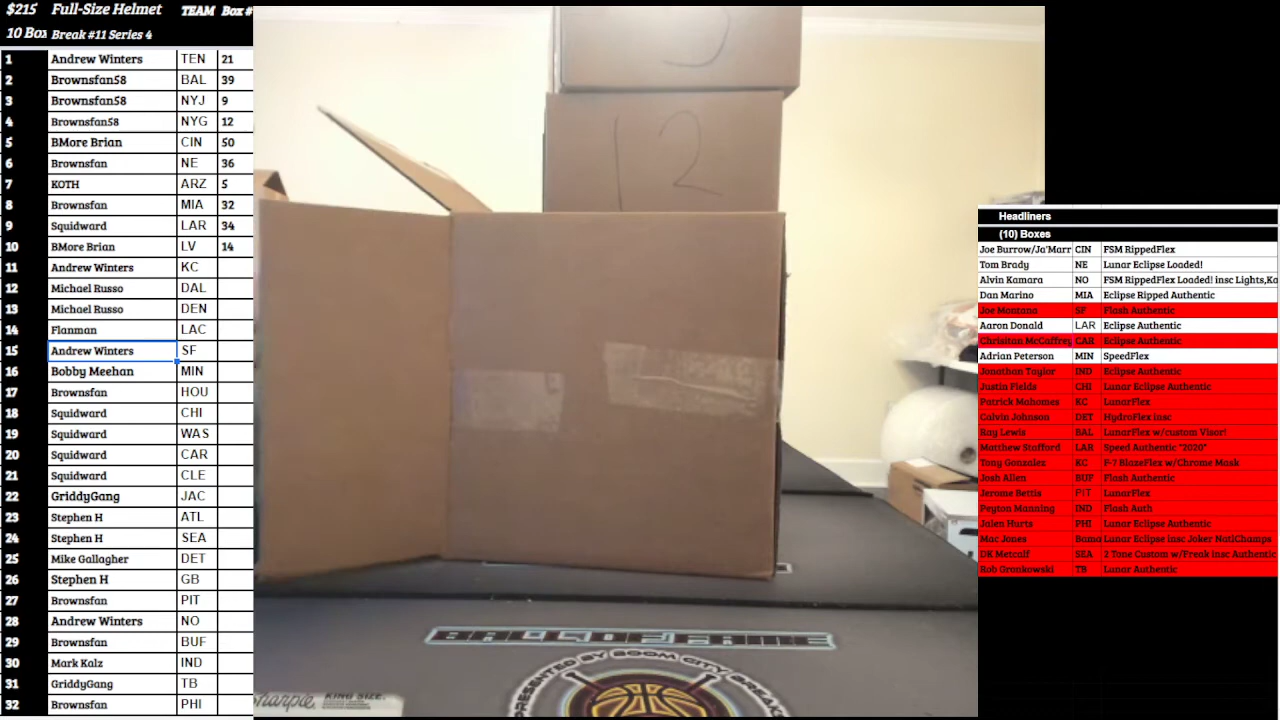 $215 Full-Size Helmet TEAM Box #
10 Box Break #11 Series 4
1 Andrew Winters TEN 21
2 Brownsfan58 BAL 39
3 Brownsfan58 NYJ 9
4 Brownsfan58 NYG 12
5 BMore Brian CIN 50
6 Brownsfan NE 36
7 KOTH ARZ 5
8 Brownsfan MIA 32
9 Squidward LAR 34
10 BMore Brian LV 14
11 Andrew Winters KC
12 Michael Russo DAL
13 Michael Russo DEN
14 Flanman LAC
15 Andrew Winters SF
16 Bobby Meehan MIN
17 Brownsfan HOU
18 Squidward CHI
19 Squidward WAS
20 Squidward CAR
21 Squidward CLE
22 GriddyGang JAC
23 Stephen H ATL
24 Stephen H SEA
25 Mike Gallagher DET
26 Stephen H GB
27 Brownsfan PIT
28 Andrew Winters NO
29 Brownsfan BUF
30 Mark Kalz IND
31 GriddyGang TB
32 Brownsfan PHI
12
PRESENTED BY BOOM CITY BREAKS
Sharpie KING SIZE
Headliners
(10) Boxes
Joe Burrow/Ja'Marr CIN FSM RippedFlex
Tom Brady NE Lunar Eclipse Loaded!
Alvin Kamara NO FSM RippedFlex Loaded! insc Lights,Ka
Dan Marino MIA Eclipse Ripped Authentic
Joe Montana SF Flash Authentic
Aaron Donald LAR Eclipse Authentic
Chrisitan McCaffrey CAR Eclipse Authentic
Adrian Peterson MIN SpeedFlex
Jonathan Taylor IND Eclipse Authentic
Justin Fields CHI Lunar Eclipse Authentic
Patrick Mahomes KC LunarFlex
Calvin Johnson DET HydroFlex insc
Ray Lewis BAL LunarFlex w/custom Visor!
Matthew Stafford LAR Speed Authentic "2020"
Tony Gonzalez KC F-7 BlazeFlex w/Chrome Mask
Josh Allen BUF Flash Authentic
Jerome Bettis PIT LunarFlex
Peyton Manning IND Flash Auth
Jalen Hurts PHI Lunar Eclipse Authentic
Mac Jones Bama Lunar Eclipse insc Joker NatlChamps
DK Metcalf SEA 2 Tone Custom w/Freak insc Authentic
Rob Gronkowski TB Lunar Authentic